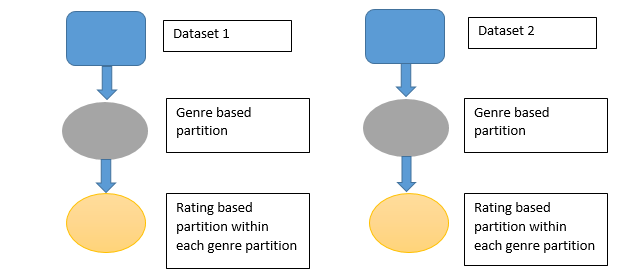 Dataset 1
Genre based
partition
Rating based
partition within
each genre partition
Dataset 2
Genre based
partition
Rating based
partition within
each genre partition